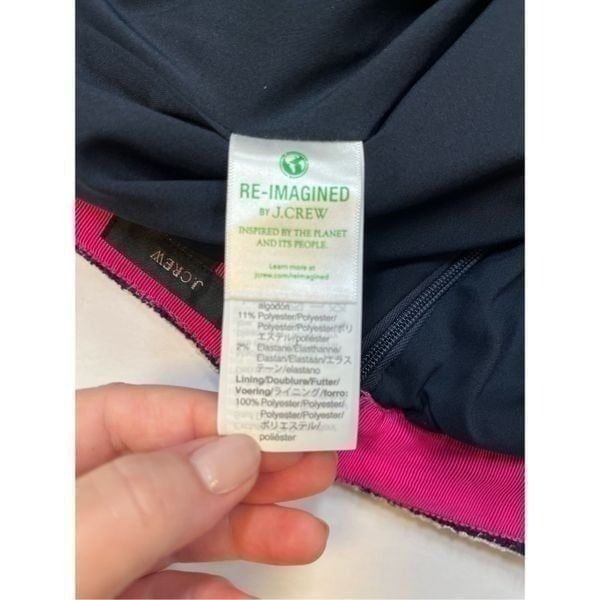 RE-IMAGINED
BY J.CREW
INSPIRED BY THE PLANET
AND ITS PEOPLE.
Learn more at
jcrew.com/reimagined
algodón
11% Polyester/Polyester/
Polyester/Polyester/ポリ
エステル/poliéster
2% Elastane/Elasthanne/
Elastan/Elastaan/エラス
テーン/elastano
Lining/Doublure/Futter/
Voering/ライニング/forro:
100% Polyester/Polyester/
Polyester/Polyester/
ポリエステル/
poliéster
J.CREW